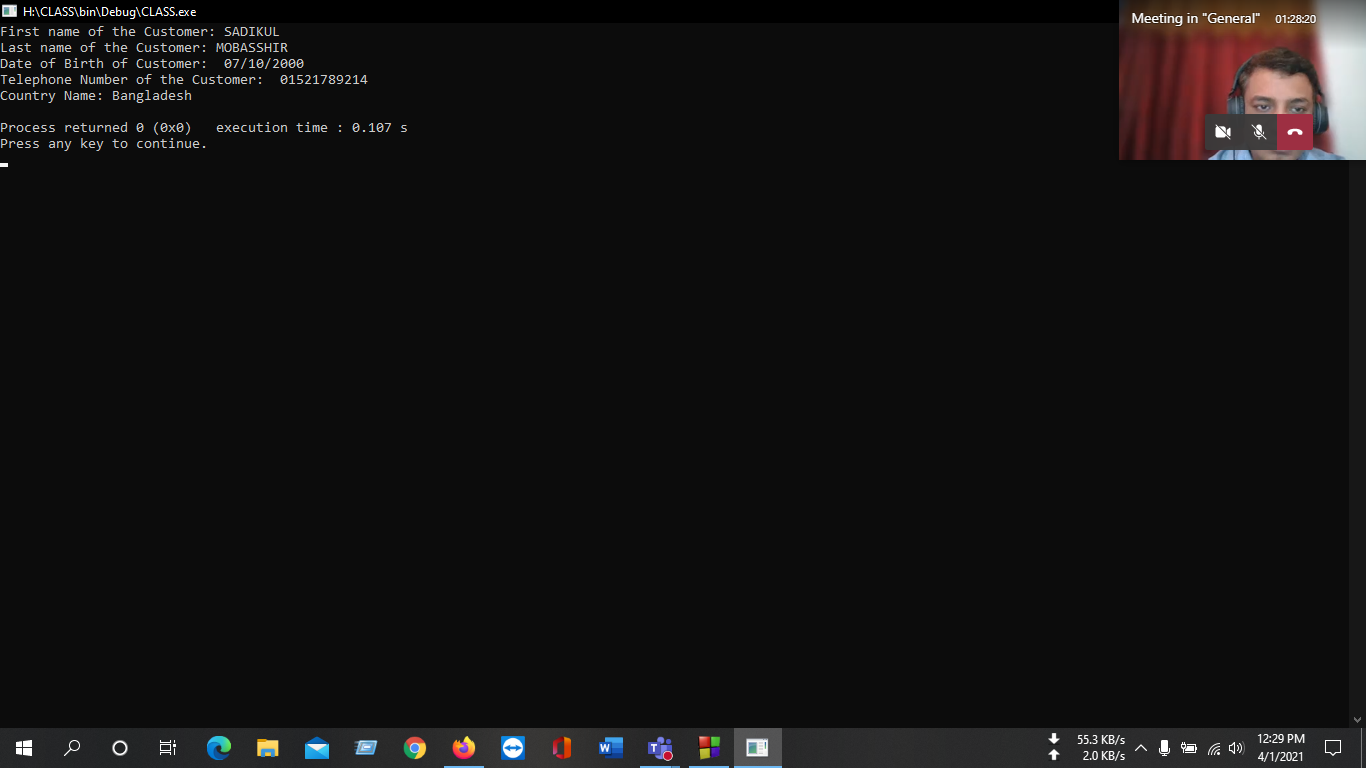 H:\CLASS\bin\Debug\CLASS.exe
Meeting in "General" 01:28:20
First name of the Customer: SADIKUL
Last name of the Customer: MOBASSHIR
Date of Birth of Customer:  07/10/2000
Telephone Number of the Customer:  01521789214
Country Name: Bangladesh
Process returned 0 (0x0)   execution time : 0.107 s
Press any key to continue.
55.3 KB/s
2.0 KB/s
12:29 PM
4/1/2021